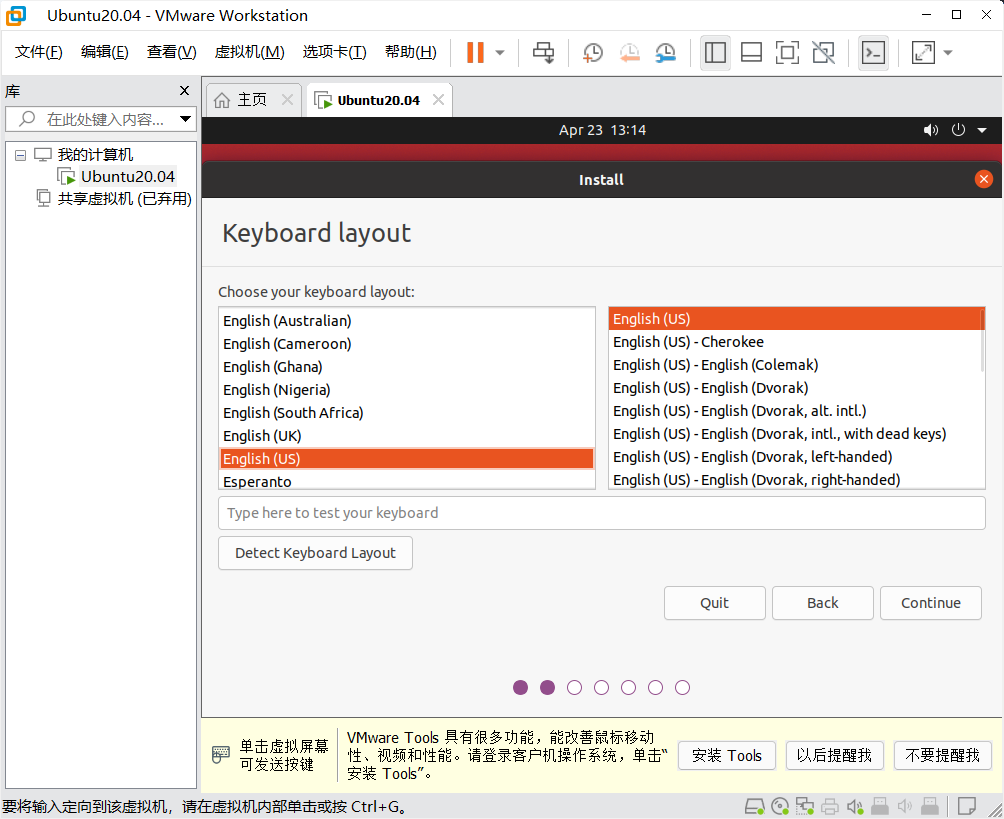 Ubuntu20.04 - VMware Workstation
文件(F) 编辑(E) 查看(V) 虚拟机(M) 选项卡(T) 帮助(H)
库
在此处键入内容...
我的计算机
Ubuntu20.04
共享虚拟机 (已弃用)
主页 Ubuntu20.04
Apr 23 13:14
Install
Keyboard layout
Choose your keyboard layout:
English (Australian)
English (Cameroon)
English (Ghana)
English (Nigeria)
English (South Africa)
English (UK)
English (US)
Esperanto
English (US)
English (US) - Cherokee
English (US) - English (Colemak)
English (US) - English (Dvorak)
English (US) - English (Dvorak, alt. intl.)
English (US) - English (Dvorak, intl., with dead keys)
English (US) - English (Dvorak, left-handed)
English (US) - English (Dvorak, right-handed)
Type here to test your keyboard
Detect Keyboard Layout
Quit Back Continue
单击虚拟屏幕
可发送按键
VMware Tools 具有很多功能，能改善鼠标移动
性、视频和性能。请登录客户机操作系统，单击“
安装 Tools”。
安装 Tools 以后提醒我 不要提醒我
要将输入定向到该虚拟机，请在虚拟机内部单击或按 Ctrl+G。